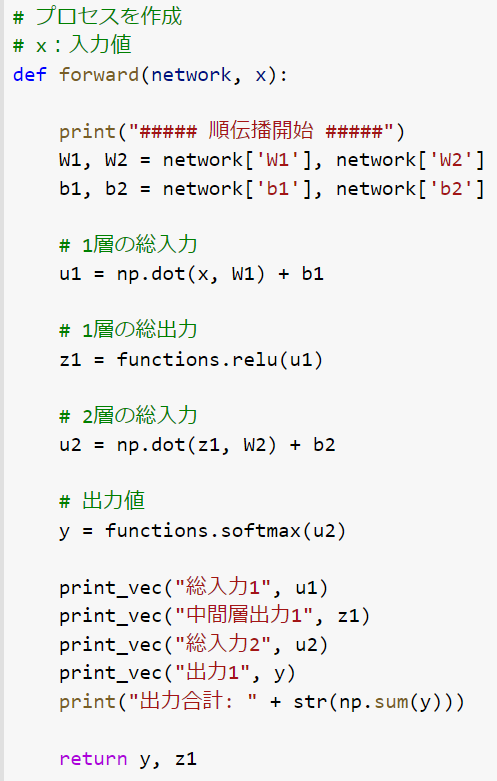 # プロセスを作成
# x：入力値
def forward(network, x):
print("##### 順伝播開始 #####")
W1, W2 = network['W1'], network['W2']
b1, b2 = network['b1'], network['b2']
# 1層の総入力
u1 = np.dot(x, W1) + b1
# 1層の総出力
z1 = functions.relu(u1)
# 2層の総入力
u2 = np.dot(z1, W2) + b2
# 出力値
y = functions.softmax(u2)
print_vec("総入力1", u1)
print_vec("中間層出力1", z1)
print_vec("総入力2", u2)
print_vec("出力1", y)
print("出力合計: " + str(np.sum(y)))
return y, z1